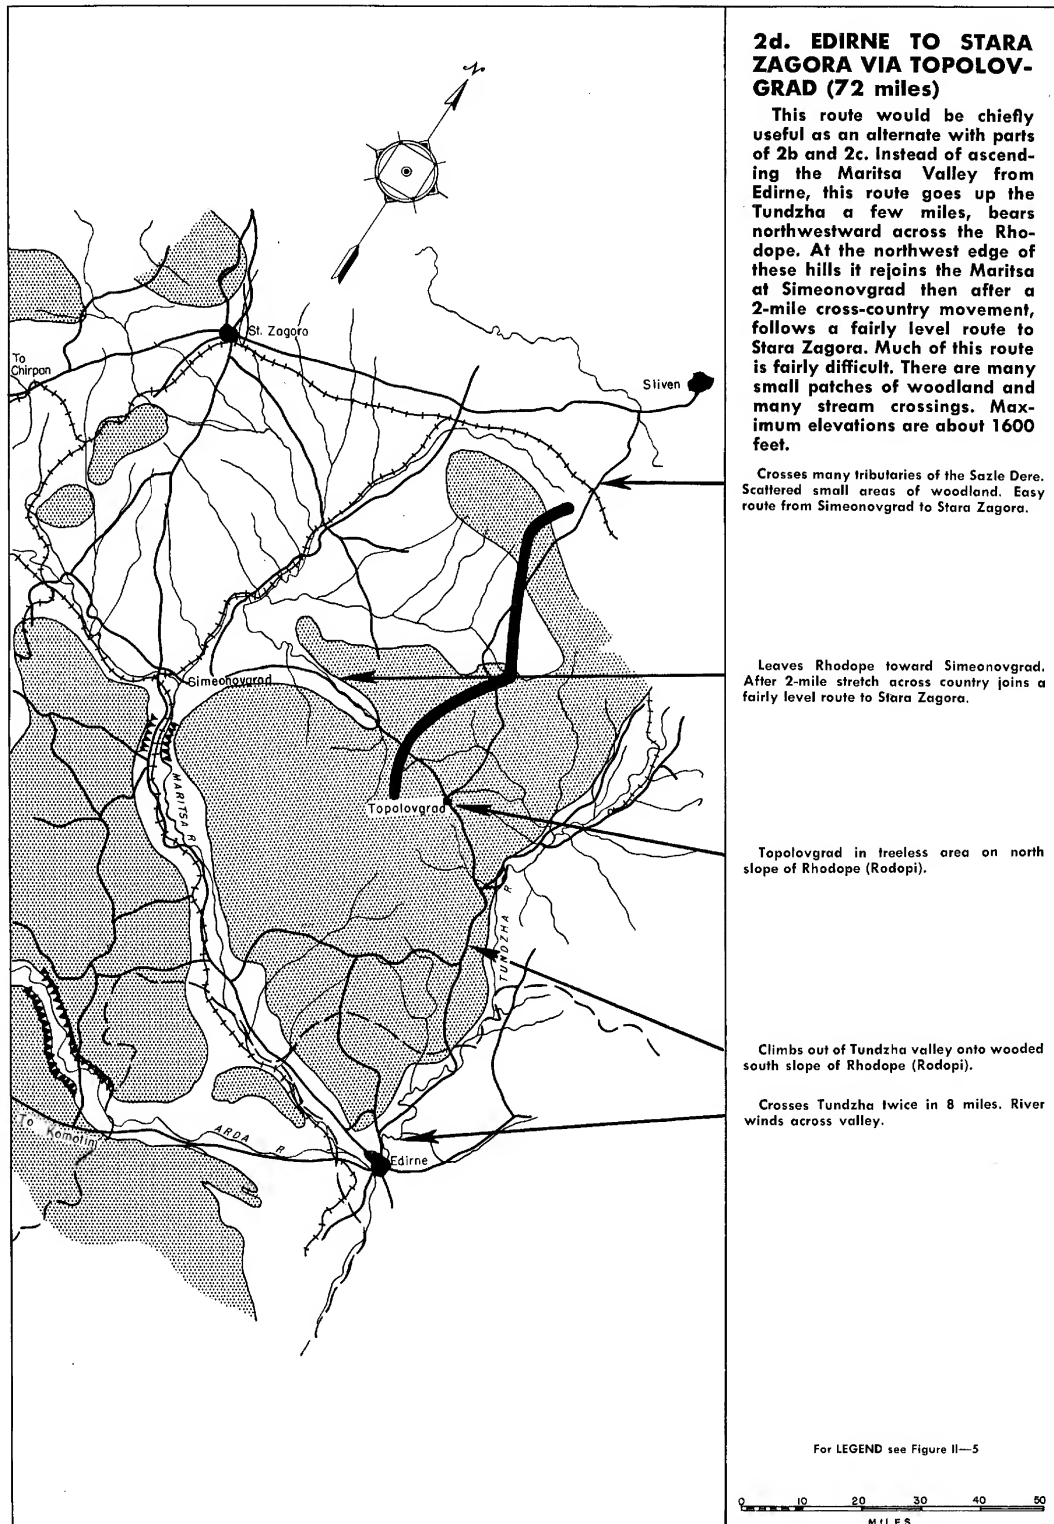 2d. EDIRNE TO STARA
ZAGORA VIA TOPOLOV-
GRAD (72 miles)
This route would be chiefly
useful as an alternate with parts
of 2b and 2c. Instead of ascend-
ing the Maritsa Valley from
Edirne, this route goes up the
Tundzha a few miles, bears
northwestward across the Rho-
dope. At the northwest edge of
these hills it rejoins the Maritsa
at Simeonovgrad then after a
2-mile cross-country movement,
follows a fairly level route to
Stara Zagora. Much of this route
is fairly difficult. There are many
small patches of woodland and
many stream crossings. Max-
imum elevations are about 1600
feet.
Crosses many tributaries of the Sazle Dere.
Scattered small areas of woodland. Easy
route from Simeonovgrad to Stara Zagora.
Leaves Rhodope toward Simeonovgrad.
After 2-mile stretch across country joins a
fairly level route to Stara Zagora.
Topolovgrad in treeless area on north
slope of Rhodope (Rodopi).
Climbs out of Tundzha valley onto wooded
south slope of Rhodope (Rodopi).
Crosses Tundzha twice in 8 miles. River
winds across valley.
For LEGEND see Figure II—5
0 10 20 30 40 50
MILES
N
St. Zagora
To
Chirpan
Sliven
Simeonovgrad
MARITSA R
Topolovgrad
TUNDZHA R
To Komotini
ARDA R
Edirne